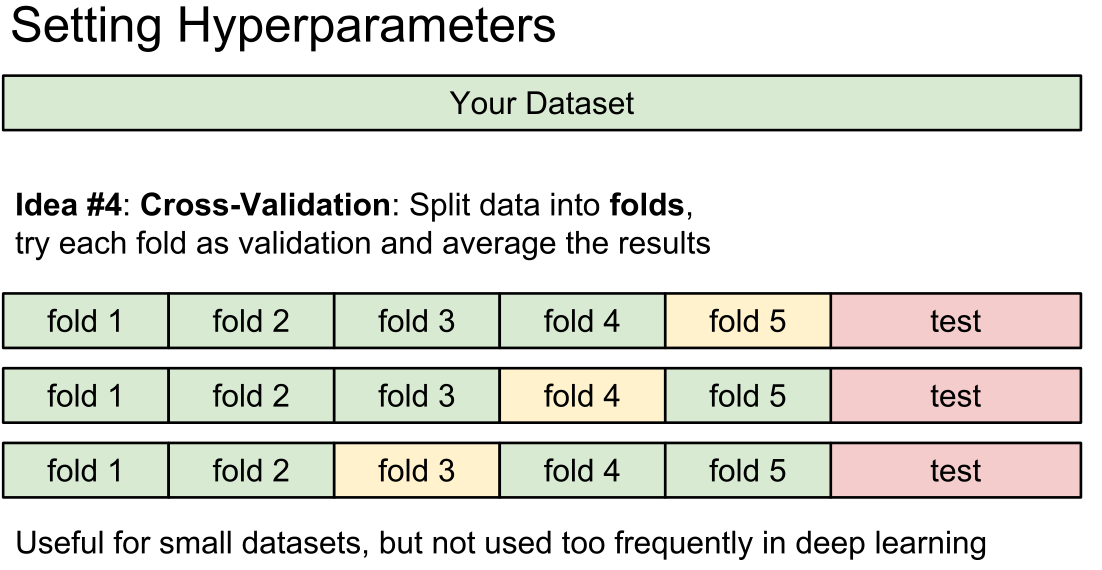 Setting Hyperparameters
Your Dataset
Idea #4: Cross-Validation: Split data into folds,
try each fold as validation and average the results
fold 1 fold 2 fold 3 fold 4 fold 5 test
fold 1 fold 2 fold 3 fold 4 fold 5 test
fold 1 fold 2 fold 3 fold 4 fold 5 test
Useful for small datasets, but not used too frequently in deep learning